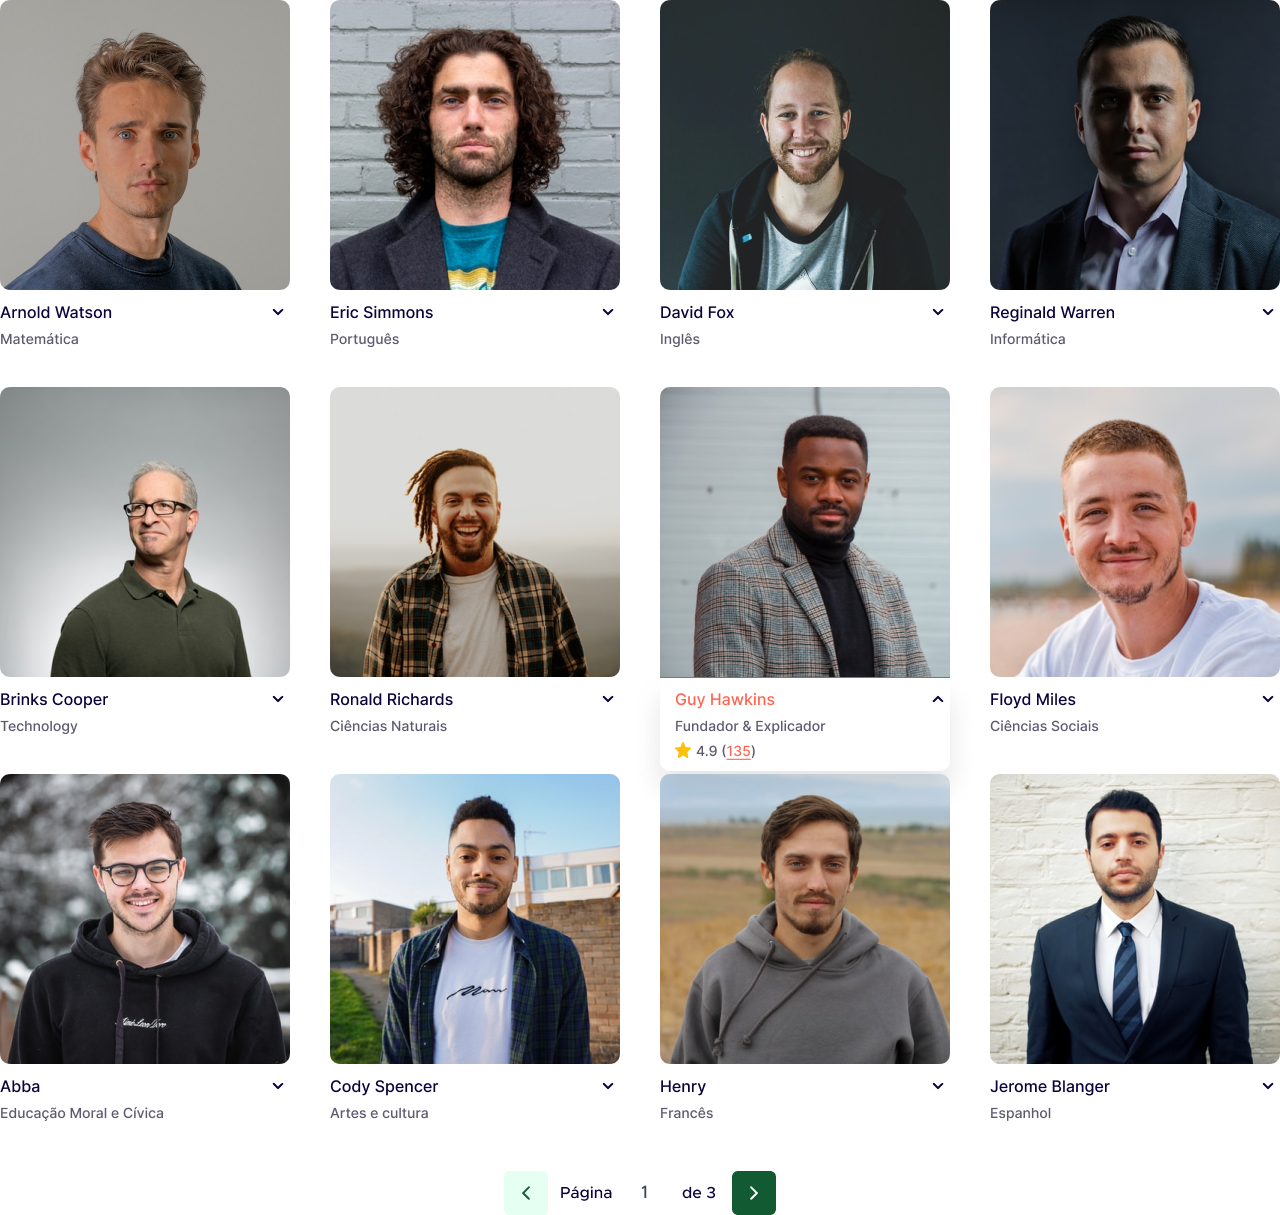 Arnold Watson
Matemática
Eric Simmons
Português
David Fox
Inglês
Reginald Warren
Informática
Brinks Cooper
Technology
Ronald Richards
Ciências Naturais
Guy Hawkins
Fundador & Explicador
4.9 (135)
Floyd Miles
Ciências Sociais
Abba
Educação Moral e Cívica
Cody Spencer
Artes e cultura
Henry
Francês
Jerome Blanger
Espanhol
Página 1 de 3